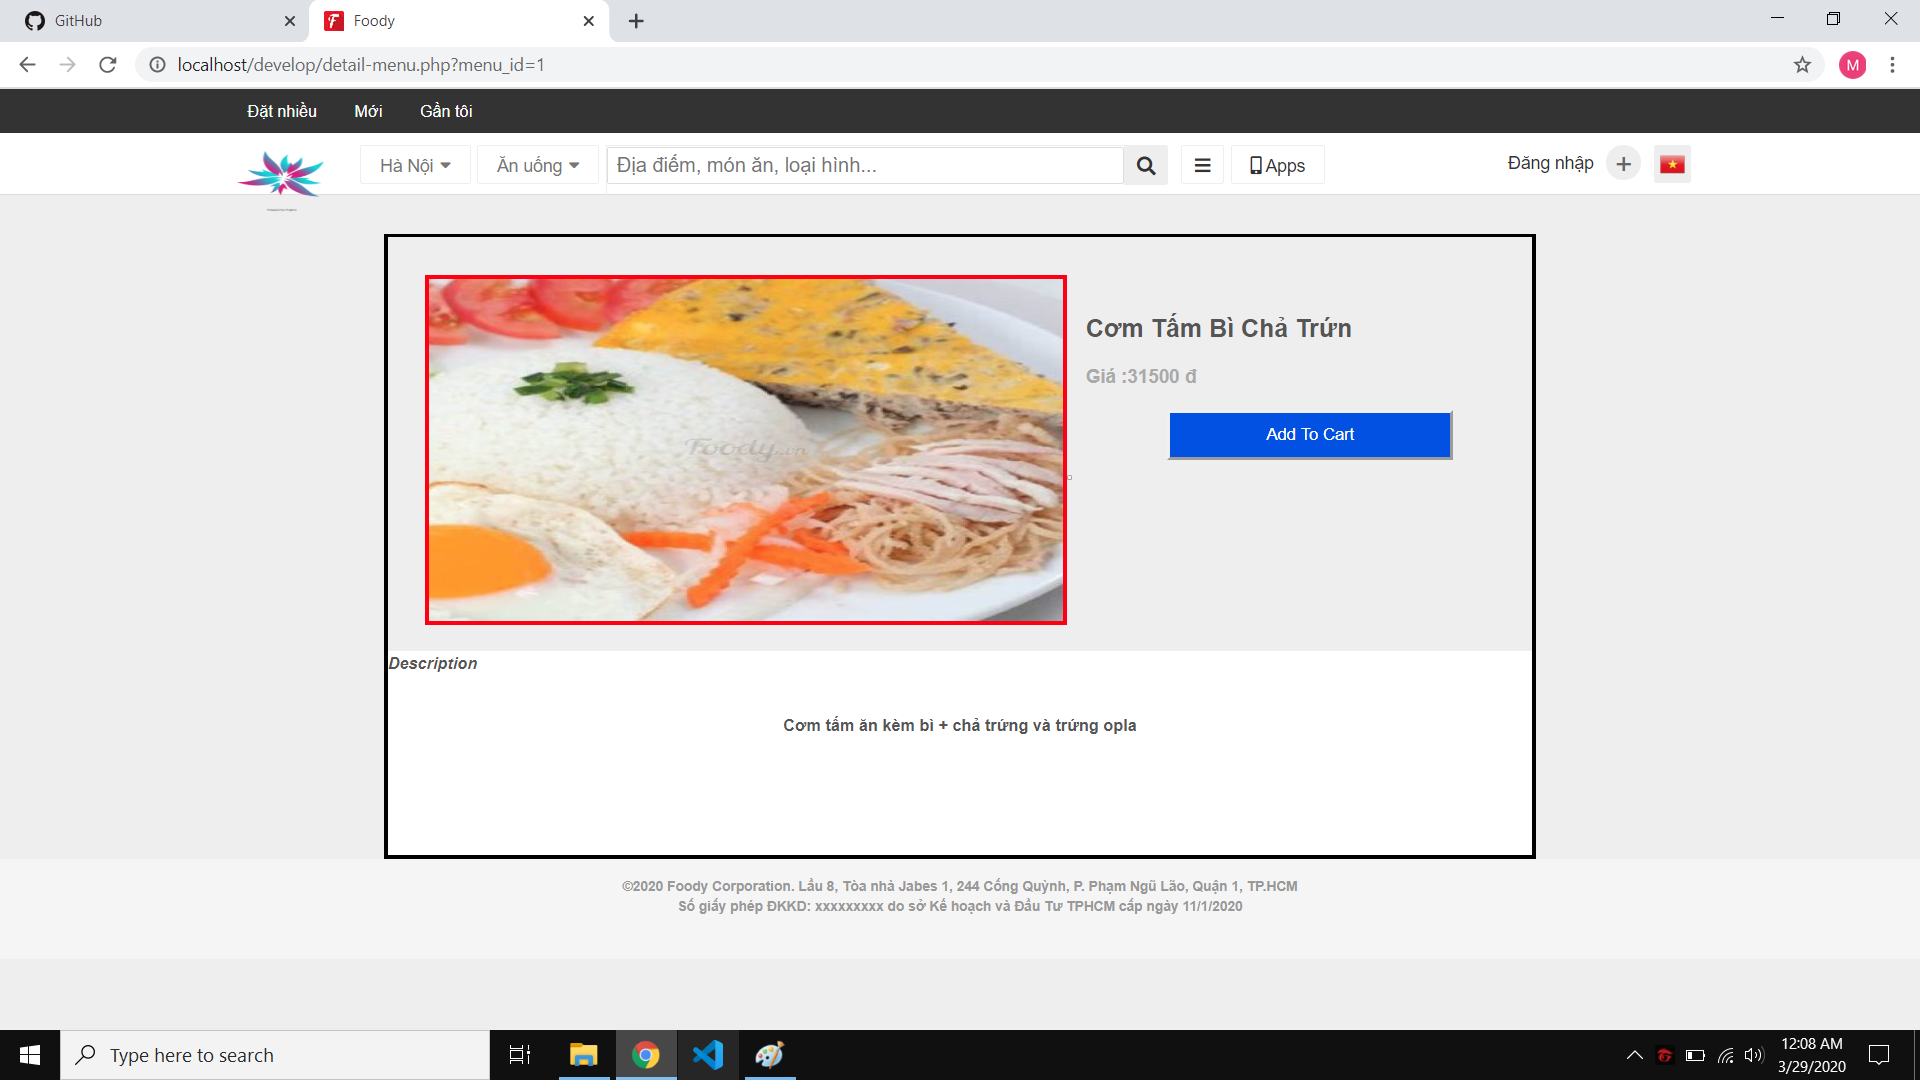 GitHub
Foody
localhost/develop/detail-menu.php?menu_id=1
M
Đặt nhiều Mới Gần tôi
Hà Nội Ăn uống Địa điểm, món ăn, loại hình... Apps Đăng nhập
Cơm Tấm Bì Chả Trứn
Giá :31500 đ
Add To Cart
Foody.vn
Description
Cơm tấm ăn kèm bì + chả trứng và trứng opla
©2020 Foody Corporation. Lầu 8, Tòa nhà Jabes 1, 244 Cống Quỳnh, P. Phạm Ngũ Lão, Quận 1, TP.HCM
Số giấy phép ĐKKD: xxxxxxxxx do sở Kế hoạch và Đầu Tư TPHCM cấp ngày 11/1/2020
Type here to search
12:08 AM
3/29/2020